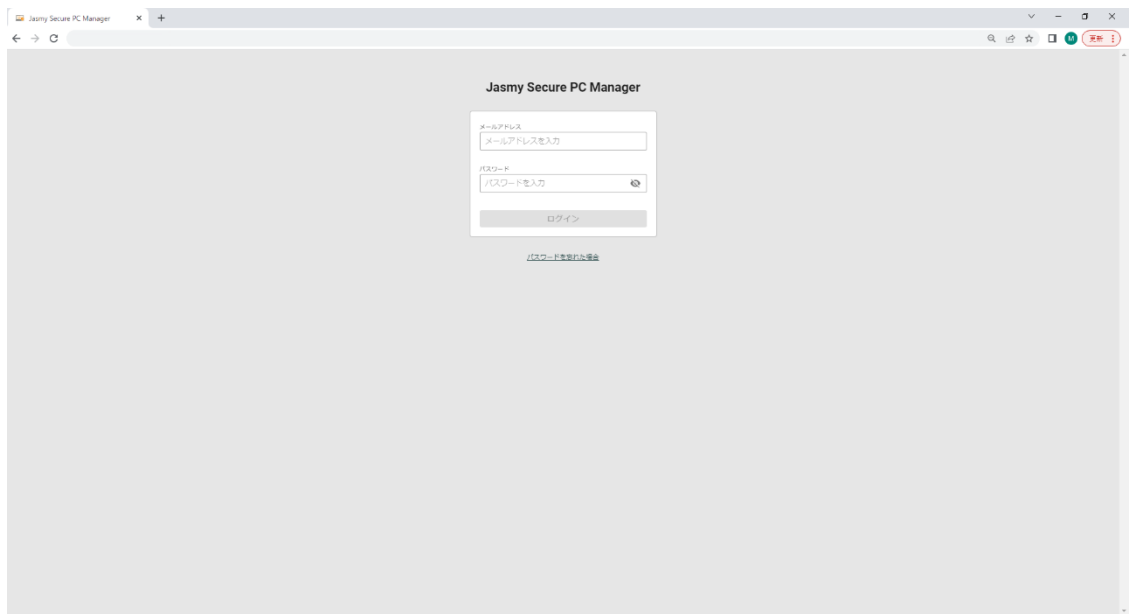 Jasmy Secure PC Manager
M
更新
Jasmy Secure PC Manager
メールアドレス
メールアドレスを入力
パスワード
パスワードを入力
ログイン
パスワードを忘れた場合